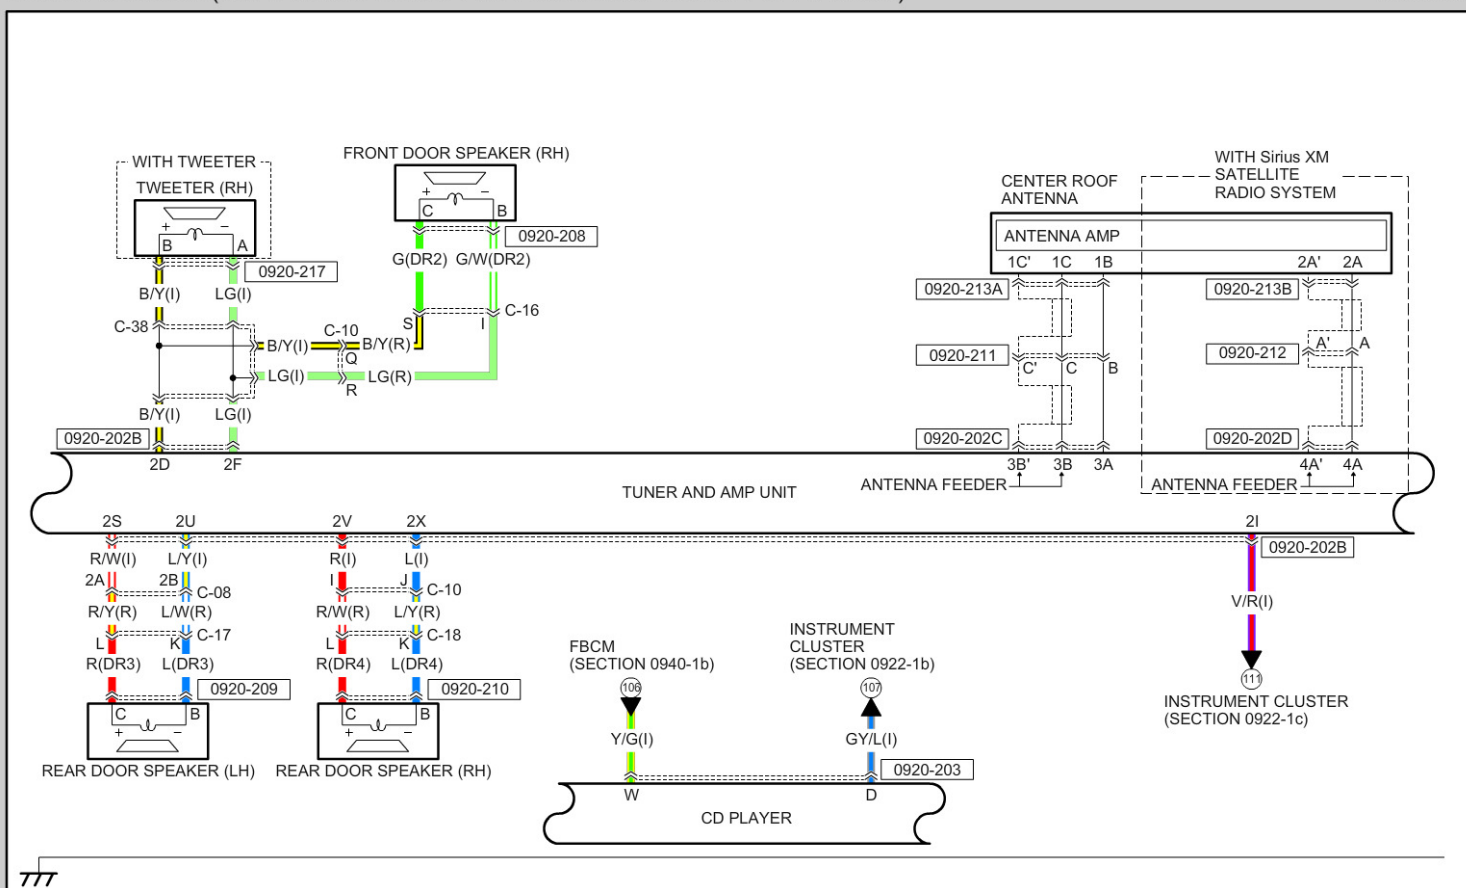 WITH TWEETER
TWEETER (RH)
+ −
B A
0920-217
B/Y(I) LG(I)
C-38
FRONT DOOR SPEAKER (RH)
+ −
C B
0920-208
G(DR2) G/W(DR2)
S I C-16
C-10
B/Y(I) B/Y(R)
Q
LG(I) LG(R)
R
B/Y(I) LG(I)
0920-202B
2D 2F
CENTER ROOF
ANTENNA
WITH Sirius XM
SATELLITE
RADIO SYSTEM
ANTENNA AMP
1C' 1C 1B 2A' 2A
0920-213A 0920-213B
0920-211 0920-212
C' C B A' A
0920-202C 0920-202D
3B' 3B 3A 4A' 4A
ANTENNA FEEDER ANTENNA FEEDER
TUNER AND AMP UNIT
2S 2U 2V 2X 2I
0920-202B
R/W(I) L/Y(I) R(I) L(I)
2A 2B C-08 I J C-10
R/Y(R) L/W(R) R/W(R) L/Y(R)
L K C-17 L K C-18
R(DR3) L(DR3) R(DR4) L(DR4)
0920-209 0920-210
C B C B
+ − + −
REAR DOOR SPEAKER (LH) REAR DOOR SPEAKER (RH)
V/R(I)
111
INSTRUMENT CLUSTER
(SECTION 0922-1c)
FBCM
(SECTION 0940-1b)
106
Y/G(I)
INSTRUMENT
CLUSTER
(SECTION 0922-1b)
107
GY/L(I)
0920-203
W D
CD PLAYER